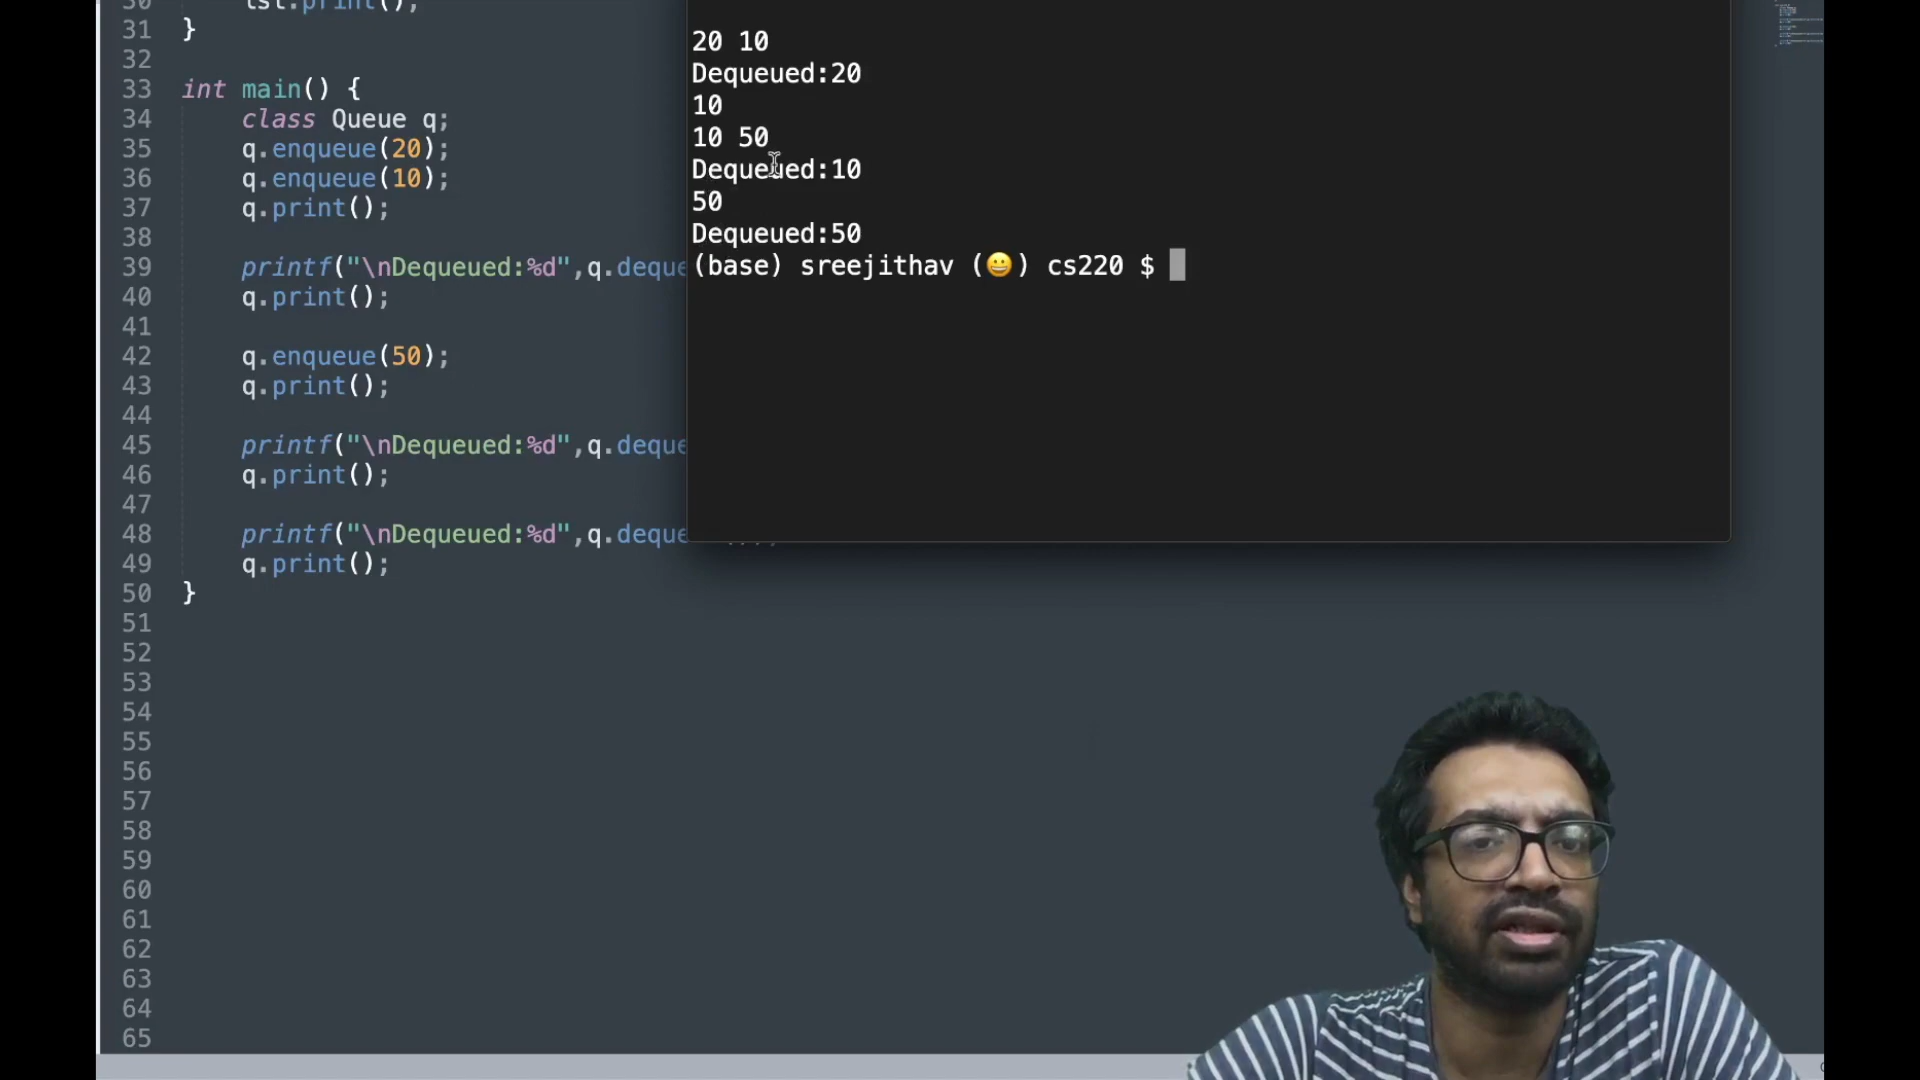 30 lst.print();
31 }
32
33 int main() {
34 class Queue q;
35 q.enqueue(20);
36 q.enqueue(10);
37 q.print();
38
39 printf("\nDequeued:%d",q.deque
40 q.print();
41
42 q.enqueue(50);
43 q.print();
44
45 printf("\nDequeued:%d",q.deque
46 q.print();
47
48 printf("\nDequeued:%d",q.deque
49 q.print();
50 }
51
52
53
54
55
56
57
58
59
60
61
62
63
64
65
20 10
Dequeued:20
10
10 50
Dequeued:10
50
Dequeued:50
(base) sreejithav (😀) cs220 $